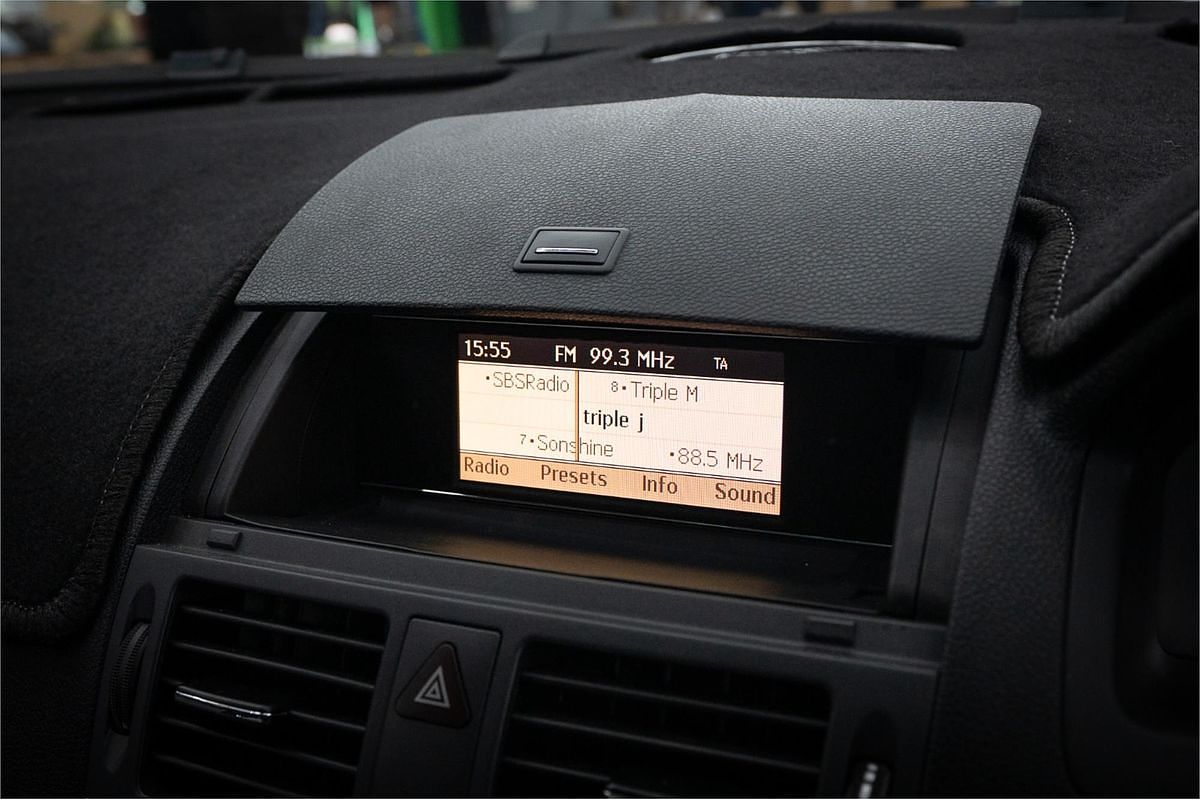 15:55 FM 99.3 MHz TA
•SBSRadio 8•Triple M
triple j
7•Sonshine •88.5 MHz
Radio Presets Info Sound